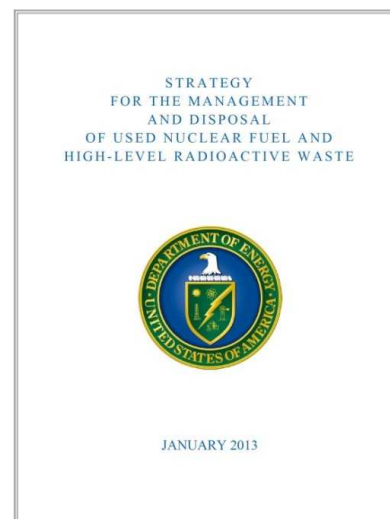 STRATEGY
FOR THE MANAGEMENT
AND DISPOSAL
OF USED NUCLEAR FUEL AND
HIGH-LEVEL RADIOACTIVE WASTE
DEPARTMENT OF ENERGY
UNITED STATES OF AMERICA
JANUARY 2013